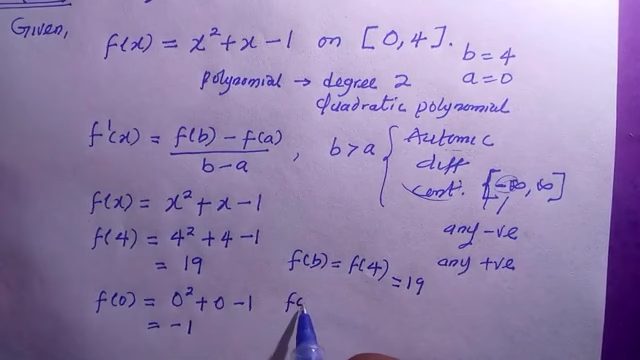 Given,
f(x) = x² + x - 1 on [0, 4].
b = 4
a = 0
polynomial → degree 2
quadratic polynomial
f'(x) = f(b) - f(a) / b - a , b > a { Automic
diff
cont. [-∞, ∞]
any -ve
any +ve
f(x) = x² + x - 1
f(4) = 4² + 4 - 1
= 19
f(b) = f(4)
= 19
f(0) = 0² + 0 - 1
= -1